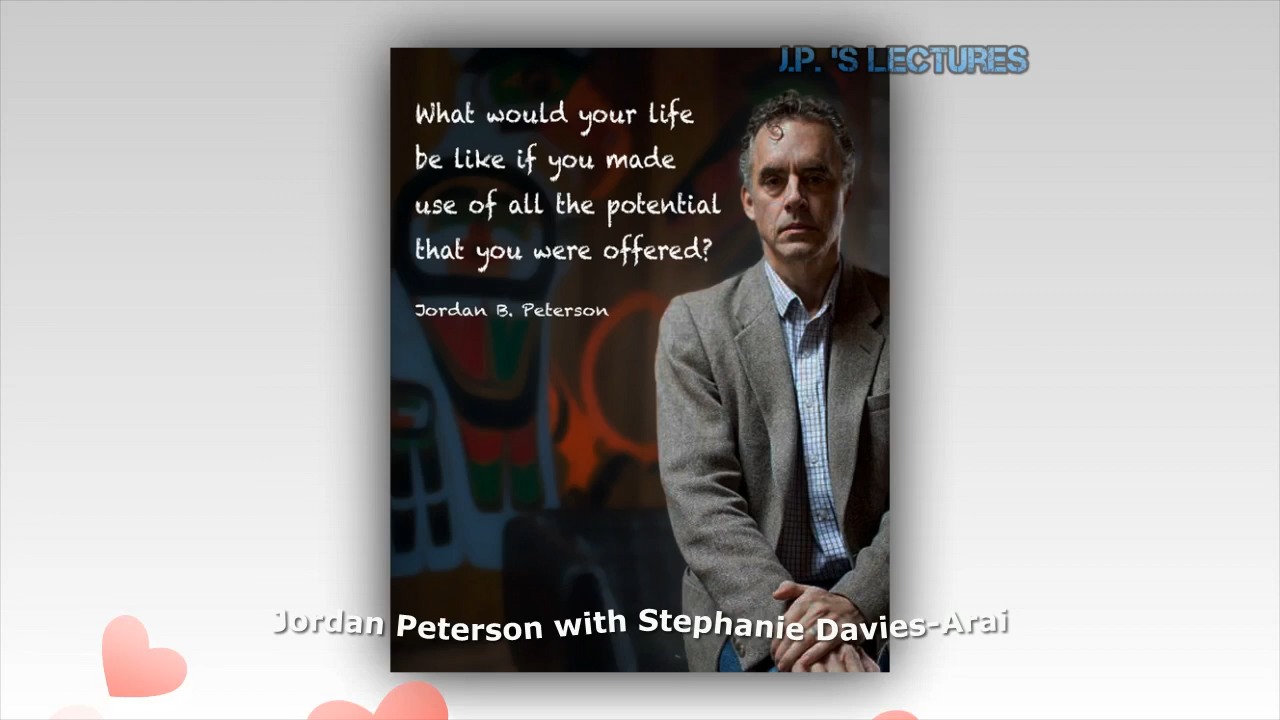 J.P. 'S LECTURES
What would your life
be like if you made
use of all the potential
that you were offered?
Jordan B. Peterson
Jordan Peterson with Stephanie Davies-Arai